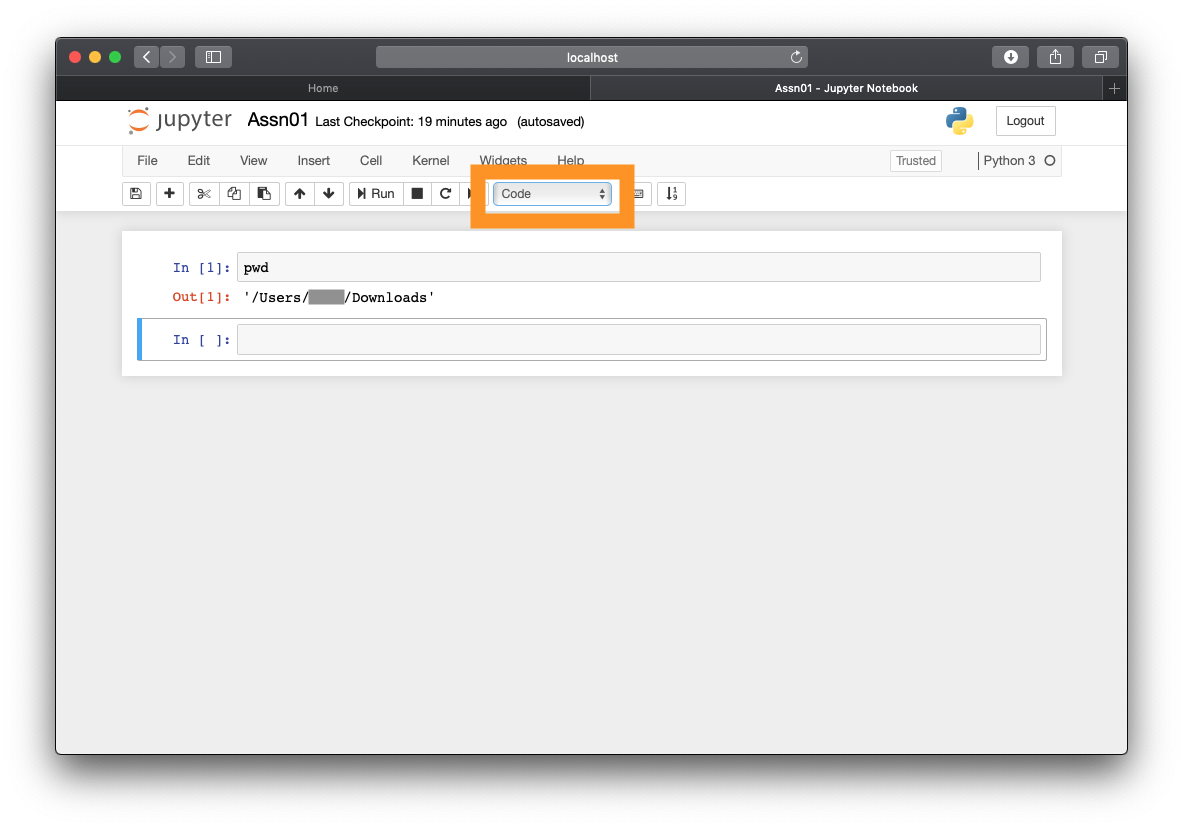 localhost
Home
Assn01 - Jupyter Notebook
jupyter Assn01 Last Checkpoint: 19 minutes ago (autosaved)
Logout
File Edit View Insert Cell Kernel Widgets Help Trusted Python 3
Run Code
In [1]: pwd
Out[1]: '/Users/ /Downloads'
In [ ]: